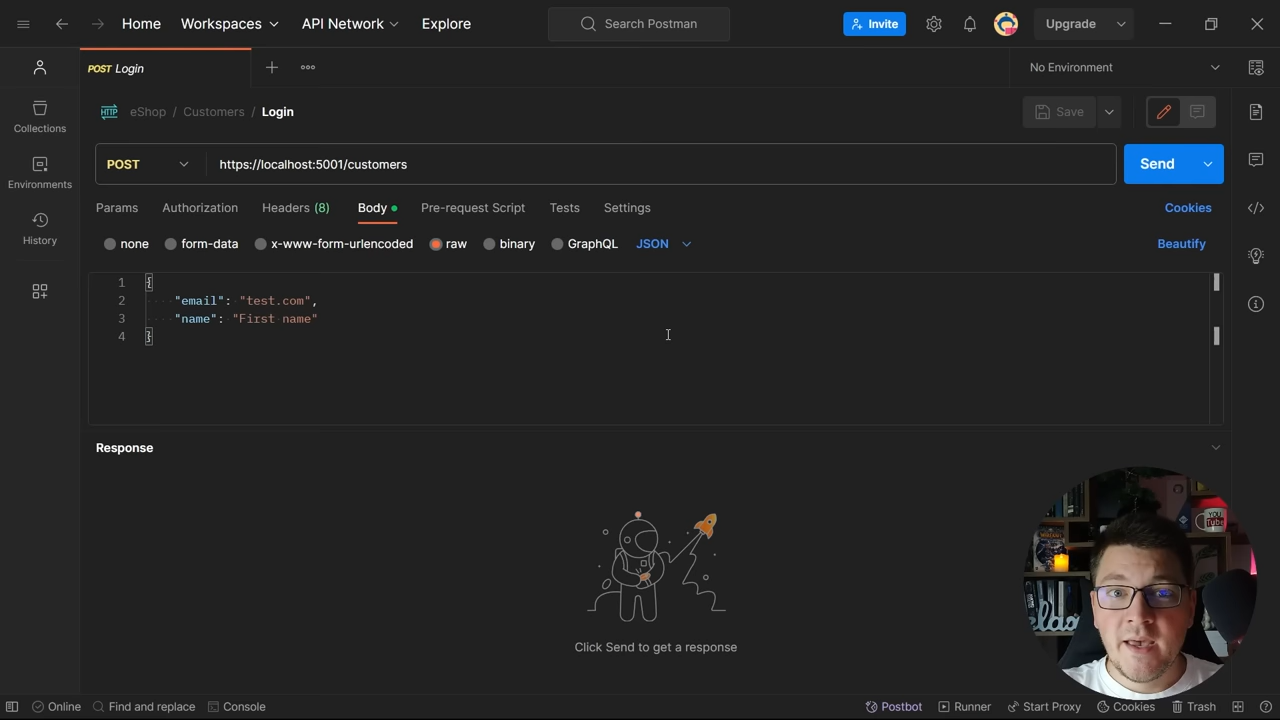 Home Workspaces API Network Explore Search Postman Invite Upgrade
POST Login No Environment
HTTP eShop / Customers / Login Save
Collections
POST https://localhost:5001/customers Send
Environments
Params Authorization Headers (8) Body Pre-request Script Tests Settings Cookies
History
none form-data x-www-form-urlencoded raw binary GraphQL JSON Beautify
1 {
2 "email": "test.com",
3 "name": "First name"
4 }
Response
YOU
Tube
Click Send to get a response
Online Find and replace Console Postbot Runner Start Proxy Cookies Trash